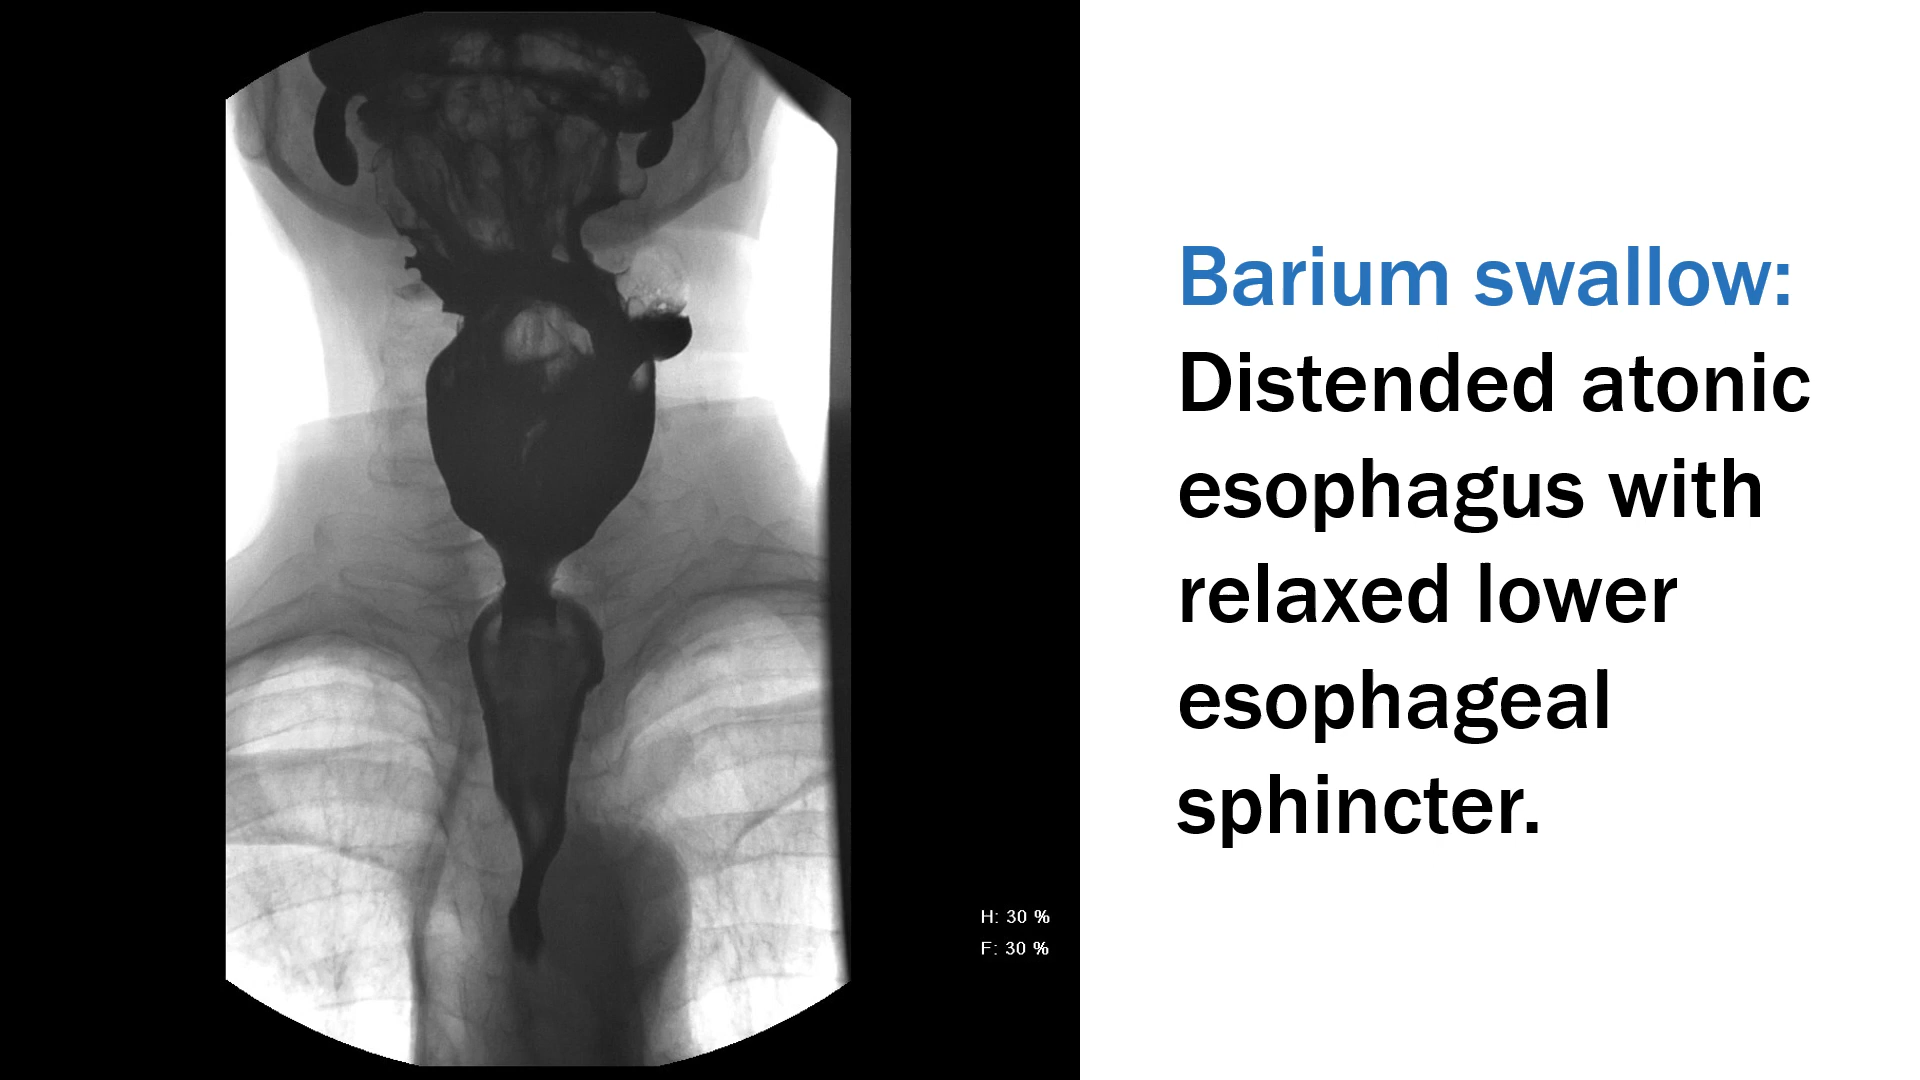 Barium swallow:
Distended atonic
esophagus with
relaxed lower
esophageal
sphincter.
H: 30 %
F: 30 %